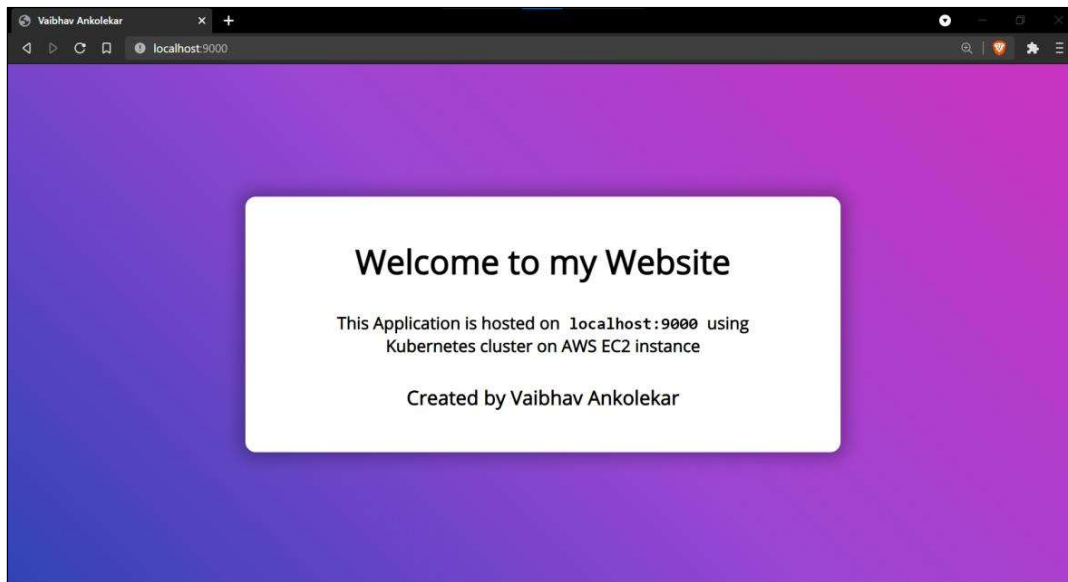 Vaibhav Ankolekar
localhost:9000
Welcome to my Website
This Application is hosted on localhost:9000 using
Kubernetes cluster on AWS EC2 instance
Created by Vaibhav Ankolekar